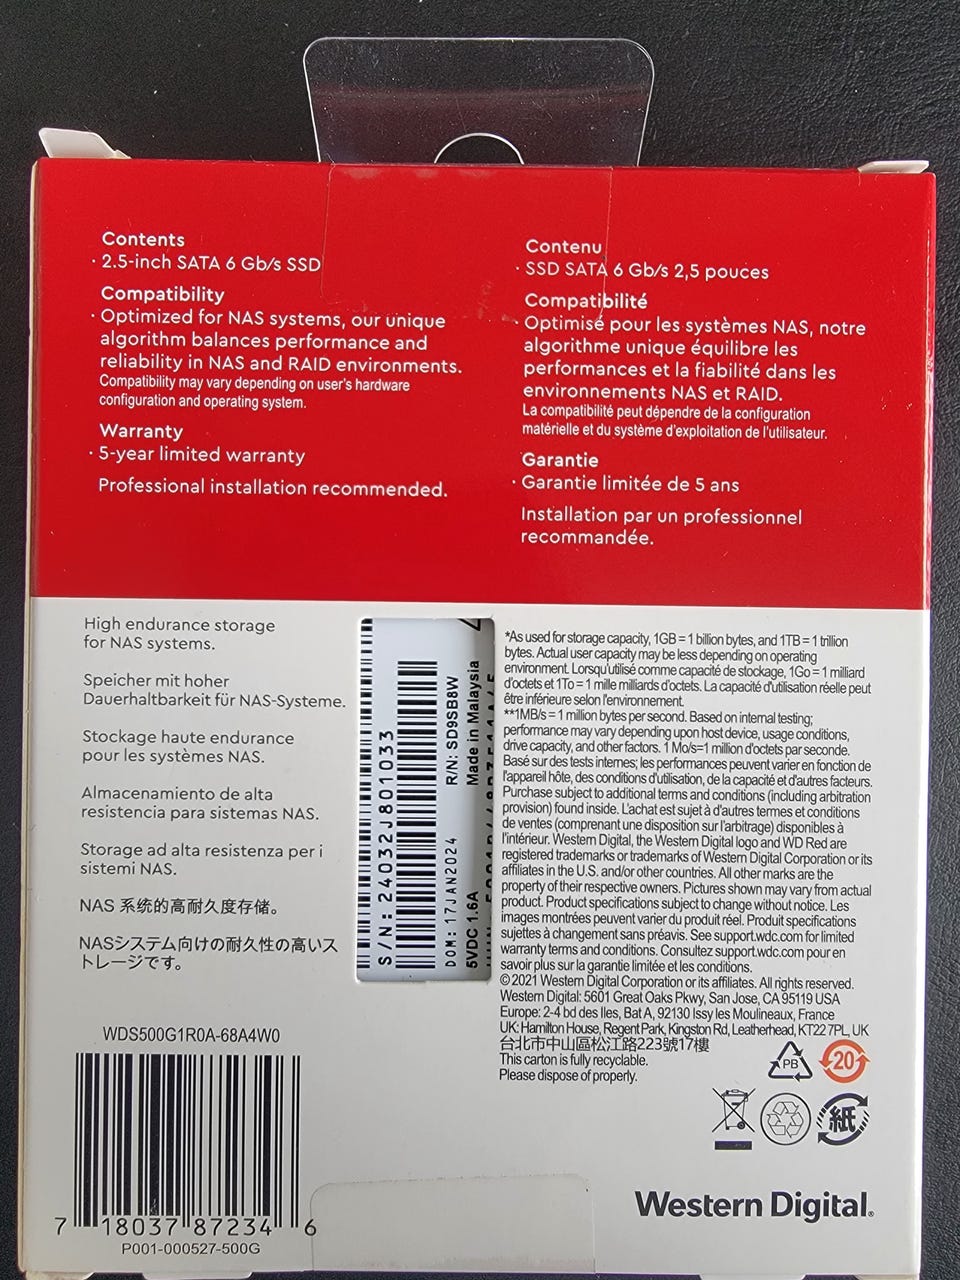 Contents
· 2.5-inch SATA 6 Gb/s SSD
Compatibility
· Optimized for NAS systems, our unique
algorithm balances performance and
reliability in NAS and RAID environments.
Compatibility may vary depending on user's hardware
configuration and operating system.
Warranty
· 5-year limited warranty
Professional installation recommended.
Contenu
· SSD SATA 6 Gb/s 2,5 pouces
Compatibilité
· Optimisé pour les systèmes NAS, notre
algorithme unique équilibre les
performances et la fiabilité dans les
environnements NAS et RAID.
La compatibilité peut dépendre de la configuration
matérielle et du système d'exploitation de l'utilisateur.
Garantie
· Garantie limitée de 5 ans
Installation par un professionnel
recommandée.
High endurance storage
for NAS systems.
Speicher mit hoher
Dauerhaltbarkeit für NAS-Systeme.
Stockage haute endurance
pour les systèmes NAS.
Almacenamiento de alta
resistencia para sistemas NAS.
Storage ad alta resistenza per i
sistemi NAS.
NAS 系统的高耐久度存储。
NASシステム向けの耐久性の高いス
トレージです。
S/N: 24032J801033
R/N: SD9SB8W
DOM: 17JAN2024
Made in Malaysia
5VDC 1.6A
*As used for storage capacity, 1GB = 1 billion bytes, and 1TB = 1 trillion
bytes. Actual user capacity may be less depending on operating
environment. Lorsqu'utilisé comme capacité de stockage, 1Go = 1 milliard
d'octets et 1To = 1 mille milliards d'octets. La capacité d'utilisation réelle peut
être inférieure selon l'environnement.
**1MB/s = 1 million bytes per second. Based on internal testing;
performance may vary depending upon host device, usage conditions,
drive capacity, and other factors. 1 Mo/s=1 million d'octets par seconde.
Basé sur des tests internes; les performances peuvent varier en fonction de
l'appareil hôte, des conditions d'utilisation, de la capacité et d'autres facteurs.
Purchase subject to additional terms and conditions (including arbitration
provision) found inside. L'achat est sujet à d'autres termes et conditions
de ventes (comprenant une disposition sur l'arbitrage) disponibles à
l'intérieur. Western Digital, the Western Digital logo and WD Red are
registered trademarks or trademarks of Western Digital Corporation or its
affiliates in the U.S. and/or other countries. All other marks are the
property of their respective owners. Pictures shown may vary from actual
product. Product specifications subject to change without notice. Les
images montrées peuvent varier du produit réel. Produit specifications
sujettes à changement sans préavis. See support.wdc.com for limited
warranty terms and conditions. Consultez support.wdc.com pour en
savoir plus sur la garantie limitée et les conditions.
© 2021 Western Digital Corporation or its affiliates. All rights reserved.
Western Digital: 5601 Great Oaks Pkwy, San Jose, CA 95119 USA
Europe: 2-4 bd des Iles, Bat A, 92130 Issy les Moulineaux, France
UK: Hamilton House, Regent Park, Kingston Rd, Leatherhead, KT22 7PL, UK
台北市中山區松江路223號17樓
This carton is fully recyclable.
Please dispose of properly.
PB
20
紙
WDS500G1R0A-68A4W0
7 18037 87234 6
P001-000527-500G
Western Digital.